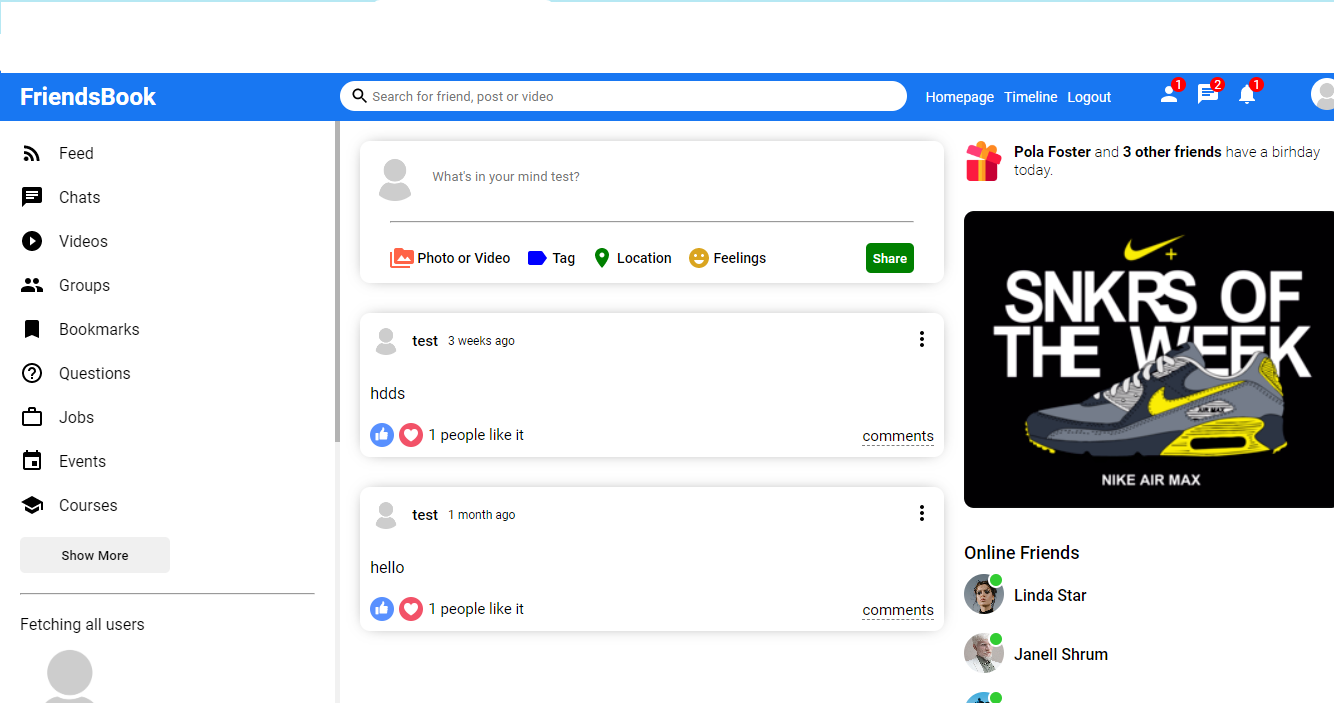 FriendsBook
Search for friend, post or video
Homepage Timeline Logout
1
2
1
Feed
Chats
Videos
Groups
Bookmarks
Questions
Jobs
Events
Courses
Show More
Fetching all users
What's in your mind test?
Photo or Video
Tag
Location
Feelings
Share
test 3 weeks ago
hdds
1 people like it
comments
test 1 month ago
hello
1 people like it
comments
Pola Foster and 3 other friends have a birhday
today.
SNKRS OF
THE WEEK
AIR MAX
NIKE AIR MAX
Online Friends
Linda Star
Janell Shrum